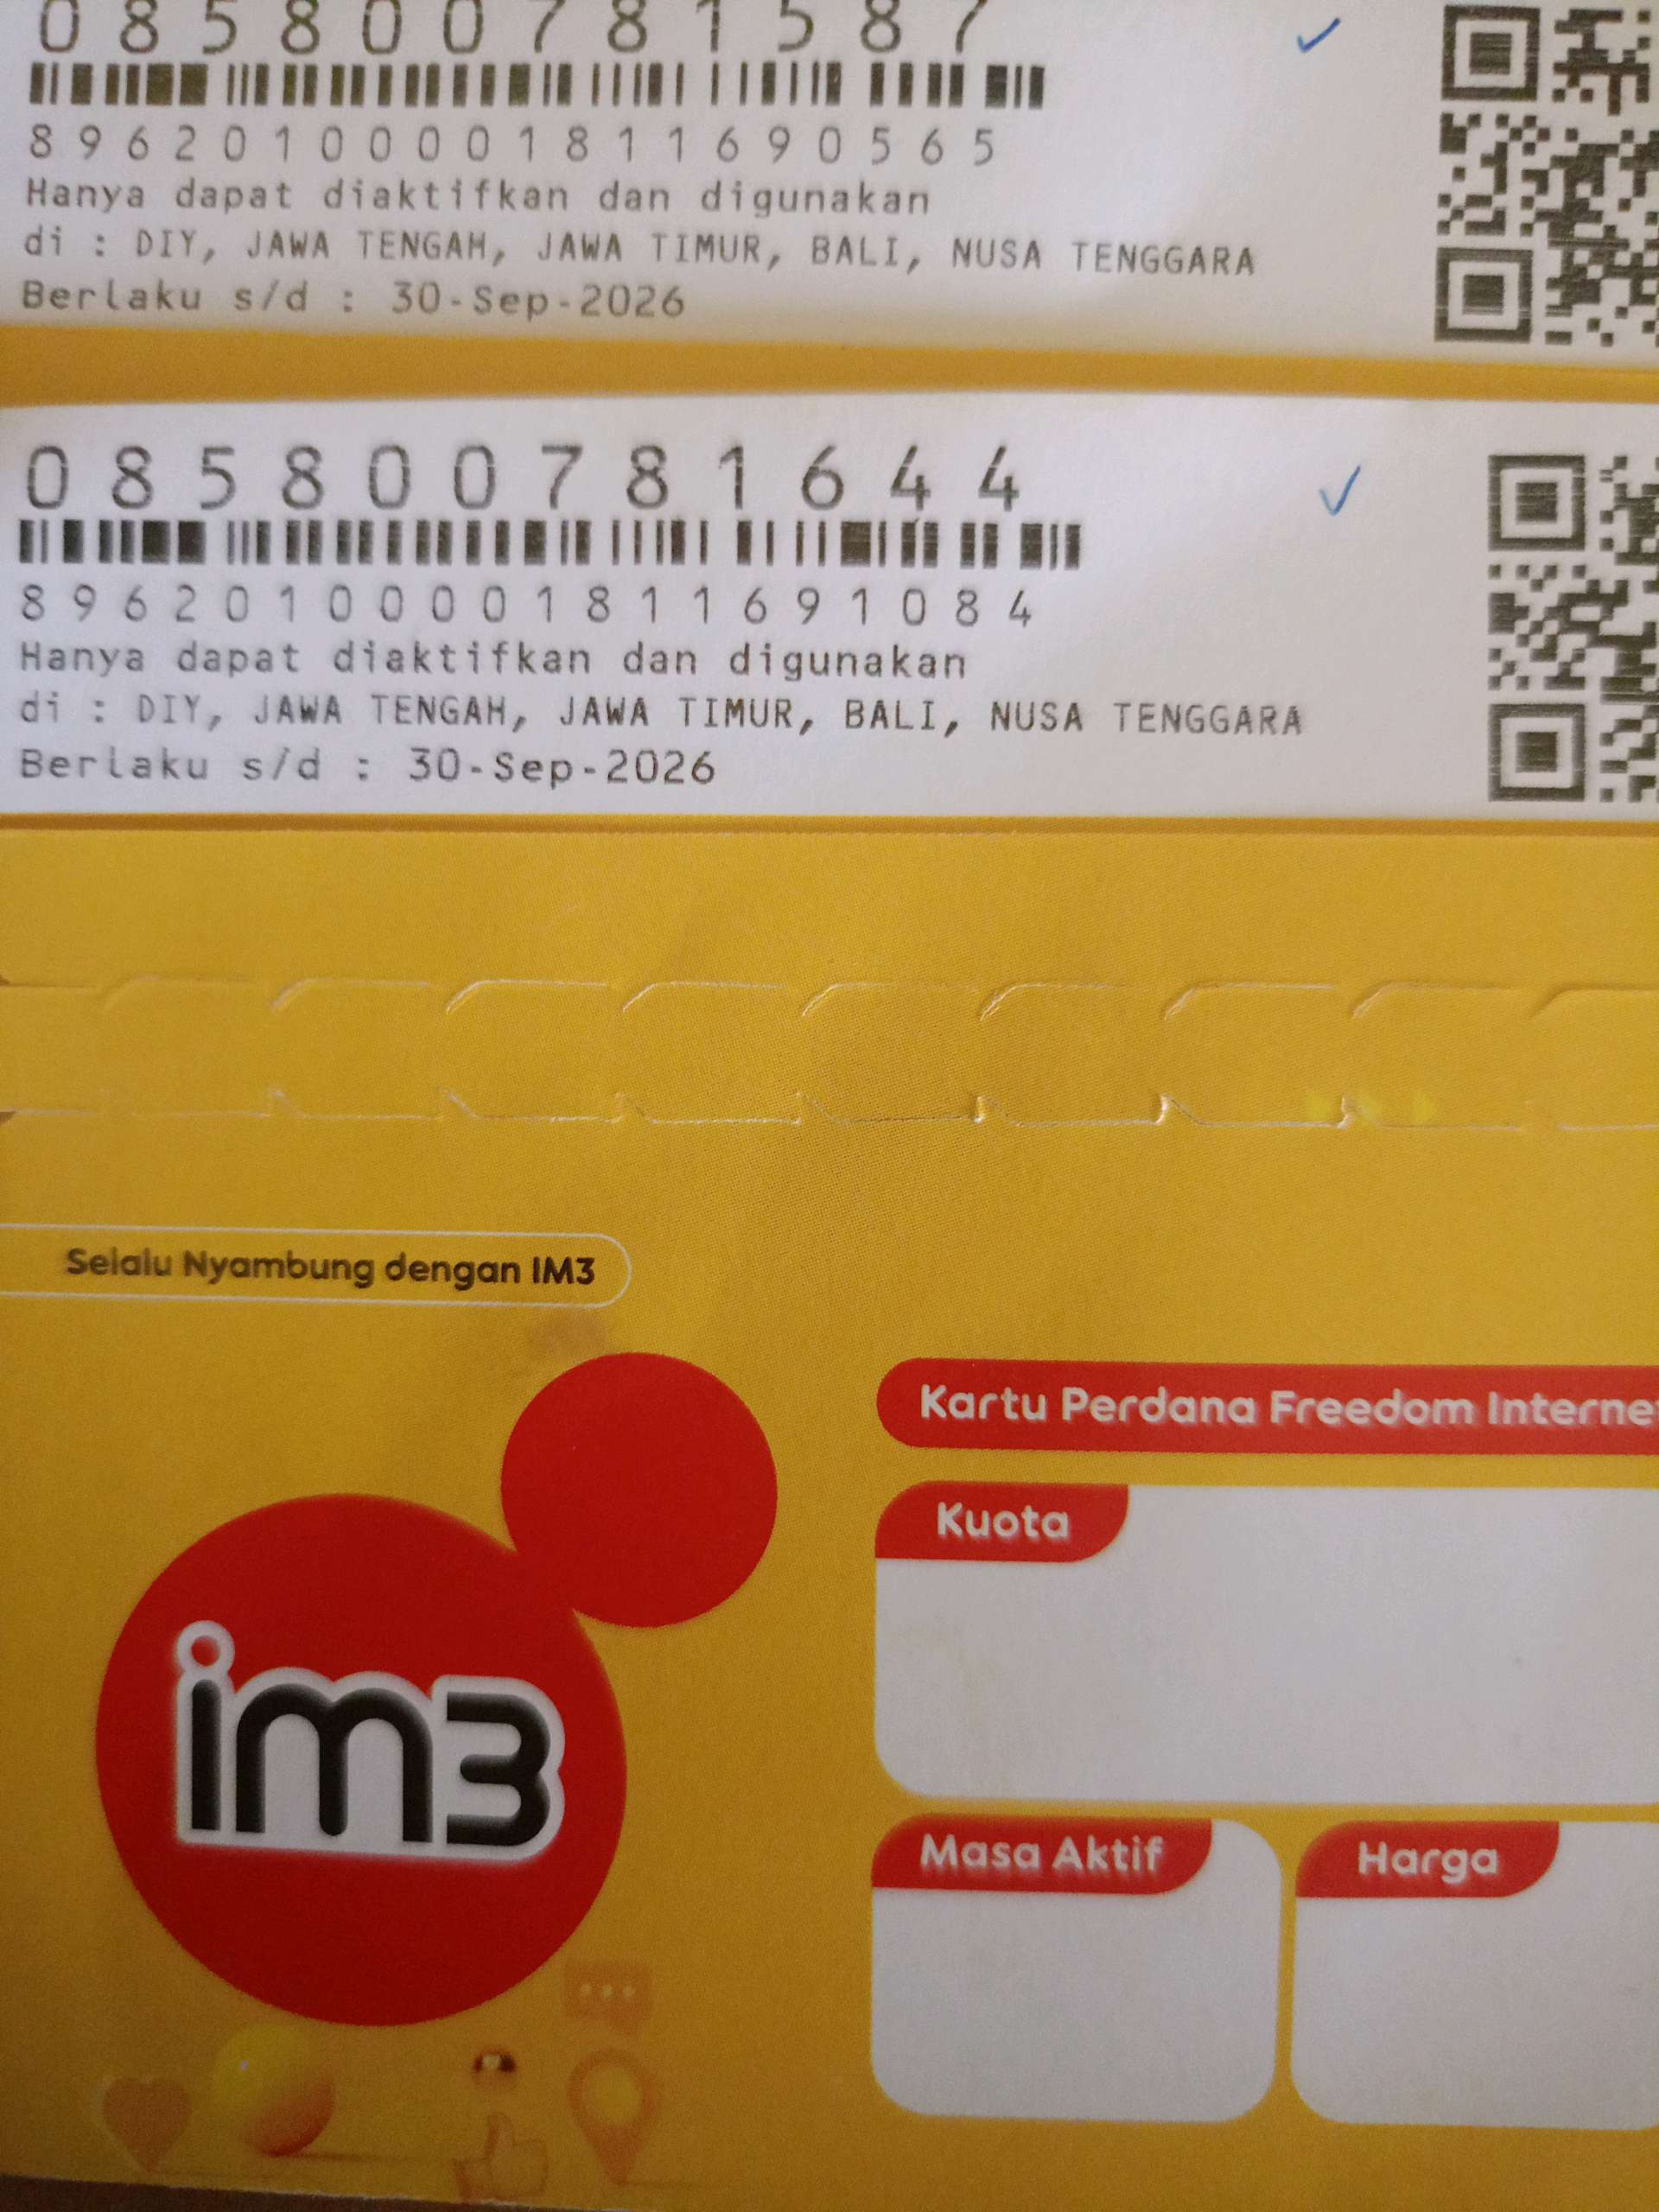 085800781587
89620100001811690565
Hanya dapat diaktifkan dan digunakan
di : DIY, JAWA TENGAH, JAWA TIMUR, BALI, NUSA TENGGARA
Berlaku s/d : 30-Sep-2026
085800781644
89620100001811691084
Hanya dapat diaktifkan dan digunakan
di : DIY, JAWA TENGAH, JAWA TIMUR, BALI, NUSA TENGGARA
Berlaku s/d : 30-Sep-2026
Selalu Nyambung dengan IM3
Kartu Perdana Freedom Internet
Kuota
im3
Masa Aktif
Harga